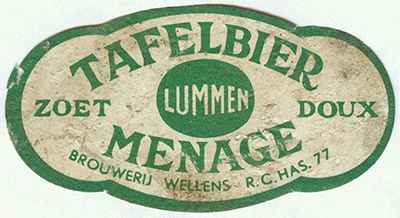 TAFELBIER
ZOET LUMMEN DOUX
MENAGE
BROUWERIJ WELLENS R.C. HAS. 77